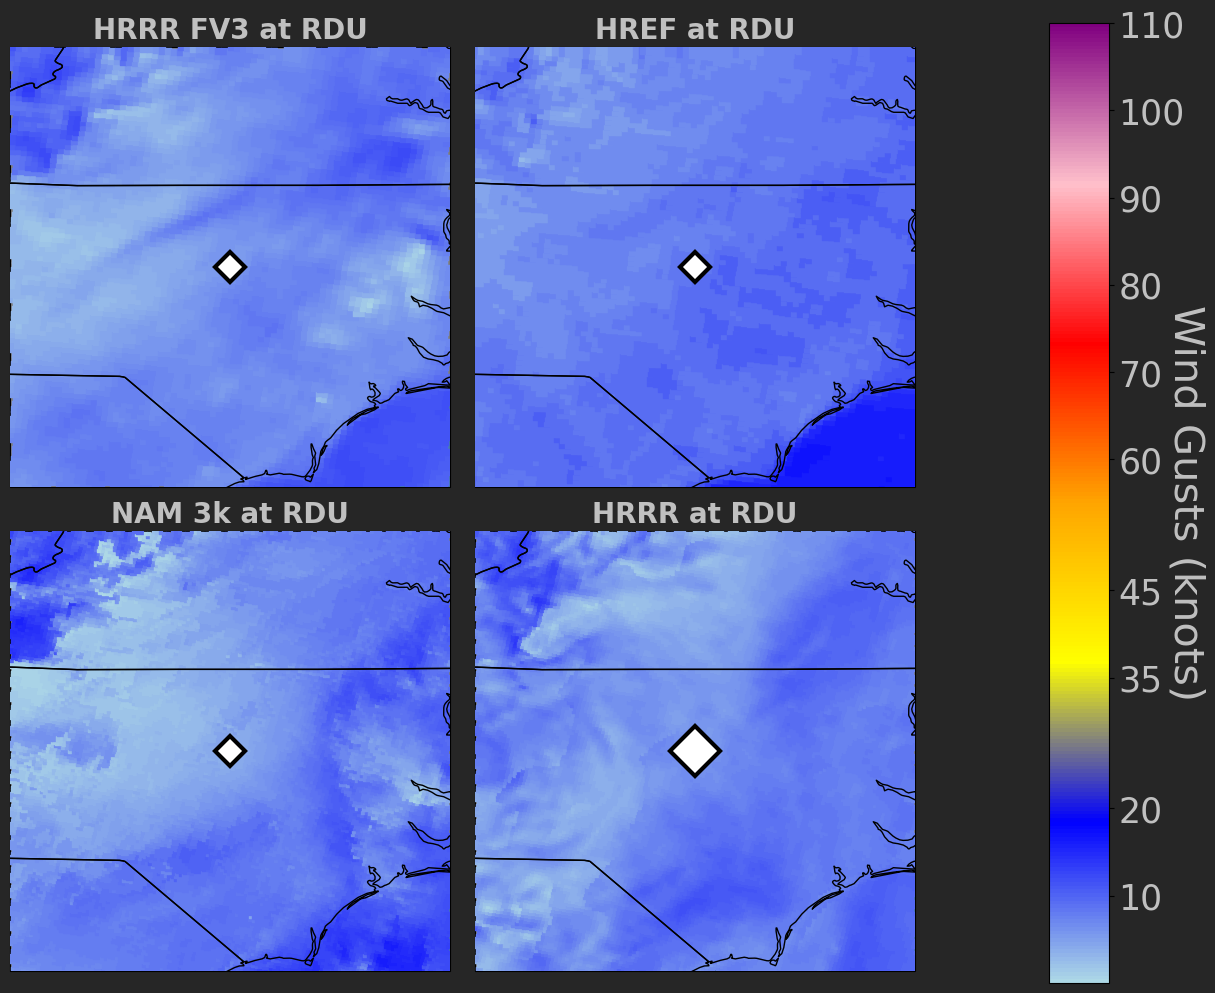 HRRR FV3 at RDU
HREF at RDU
NAM 3k at RDU
HRRR at RDU
110
100
90
80
70
60
45
35
20
10
Wind Gusts (knots)